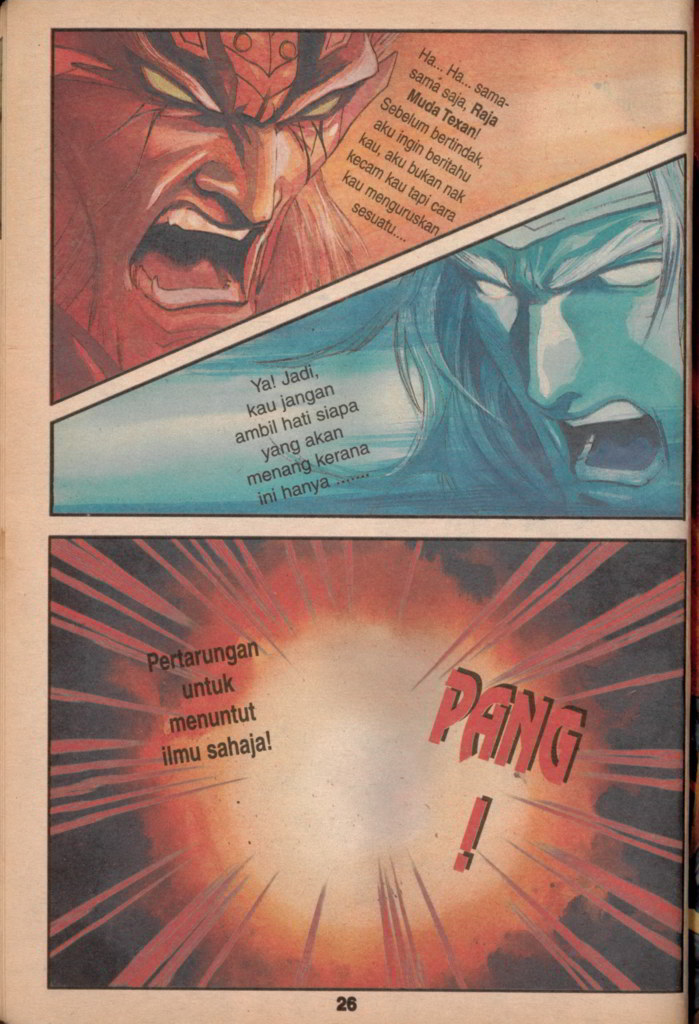 Ha... Ha... sama-
sama saja, Raja
Muda Texan!
Sebelum bertindak,
aku ingin beritahu
kau, aku bukan nak
kecam kau tapi cara
kau menguruskan
sesuatu....
Ya! Jadi,
kau jangan
ambil hati siapa
yang akan
menang kerana
ini hanya .......
Pertarungan
untuk
menuntut
ilmu sahaja!
PANG
!
26